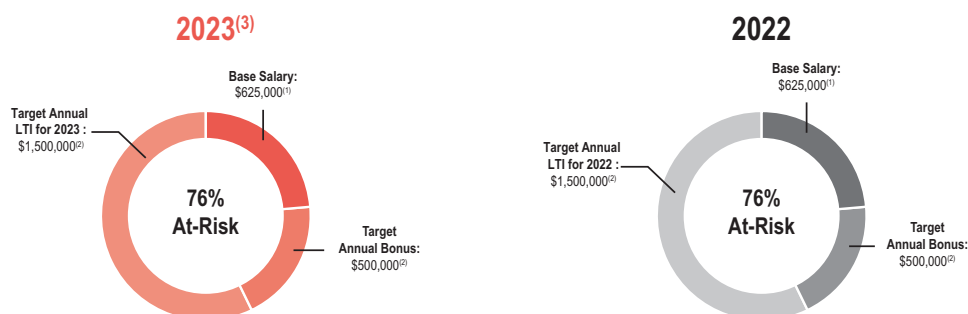 2023(3)
Base Salary:
$625,000(1)
Target Annual
LTI for 2023 :
$1,500,000(2)
76%
At-Risk
Target
Annual Bonus:
$500,000(2)
2022
Base Salary:
$625,000(1)
Target Annual
LTI for 2022 :
$1,500,000(2)
76%
At-Risk
Target
Annual Bonus:
$500,000(2)